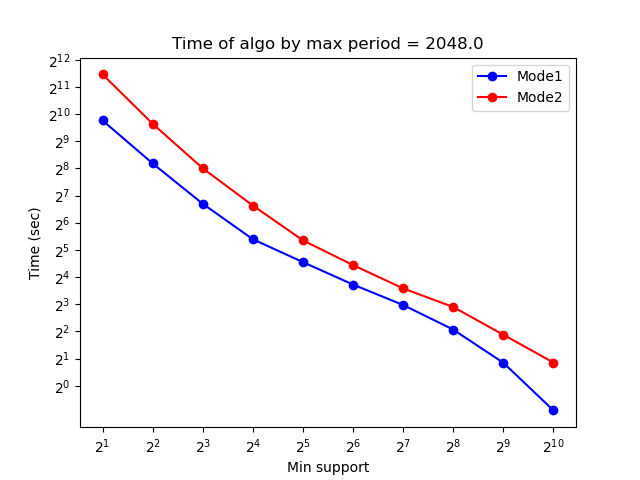 Time of algo by max period = 2048.0
Mode1
Mode2
Time (sec)
2^12
2^11
2^10
2^9
2^8
2^7
2^6
2^5
2^4
2^3
2^2
2^1
2^0
2^1 2^2 2^3 2^4 2^5 2^6 2^7 2^8 2^9 2^10
Min support